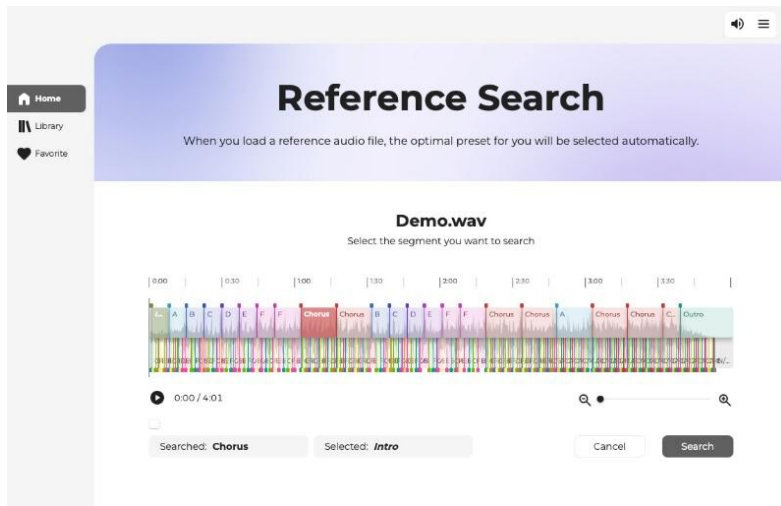 Home
Library
Favorite
Reference Search
When you load a reference audio file, the optimal preset for you will be selected automatically.
Demo.wav
Select the segment you want to search
0:00 0:30 1:00 1:30 2:00 2:30 3:00 3:30
A B C D E F F Chorus Chorus B C D E F F Chorus Chorus A Chorus Chorus C... Outro
0:00 / 4:01
Searched: Chorus Selected: Intro Cancel Search